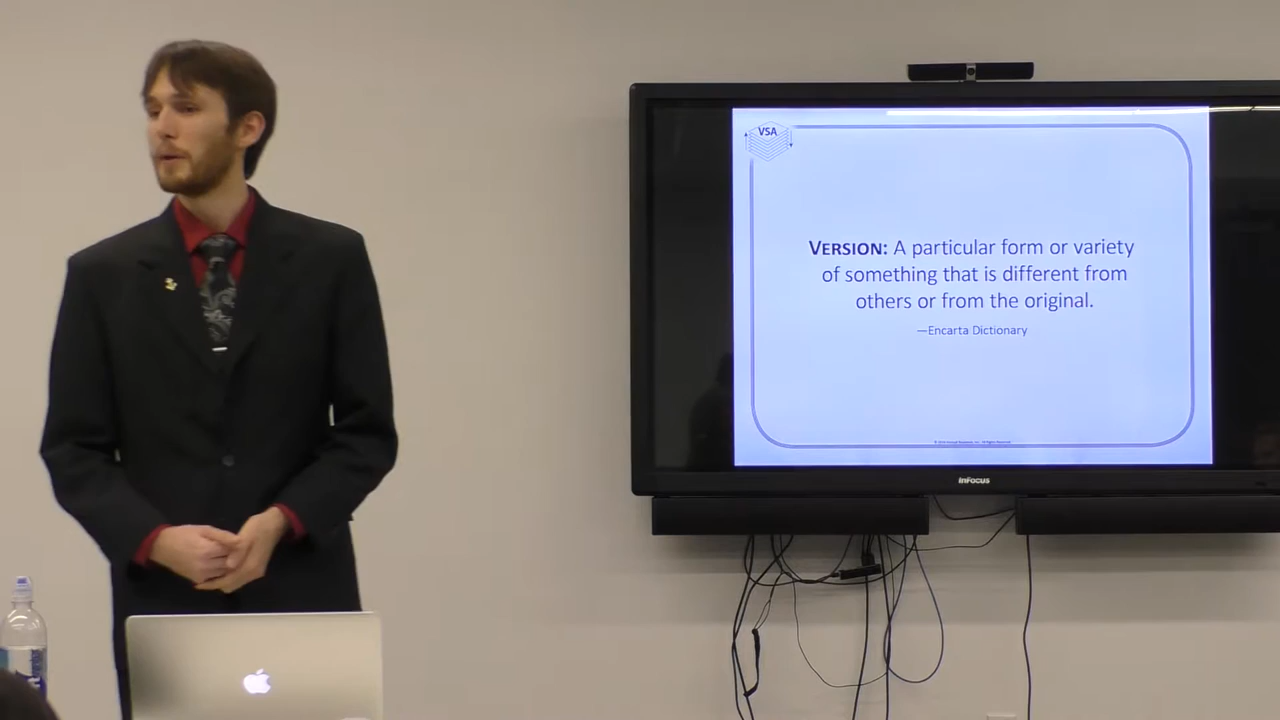 VSA
VERSION: A particular form or variety
of something that is different from
others or from the original.
—Encarta Dictionary
InFocus